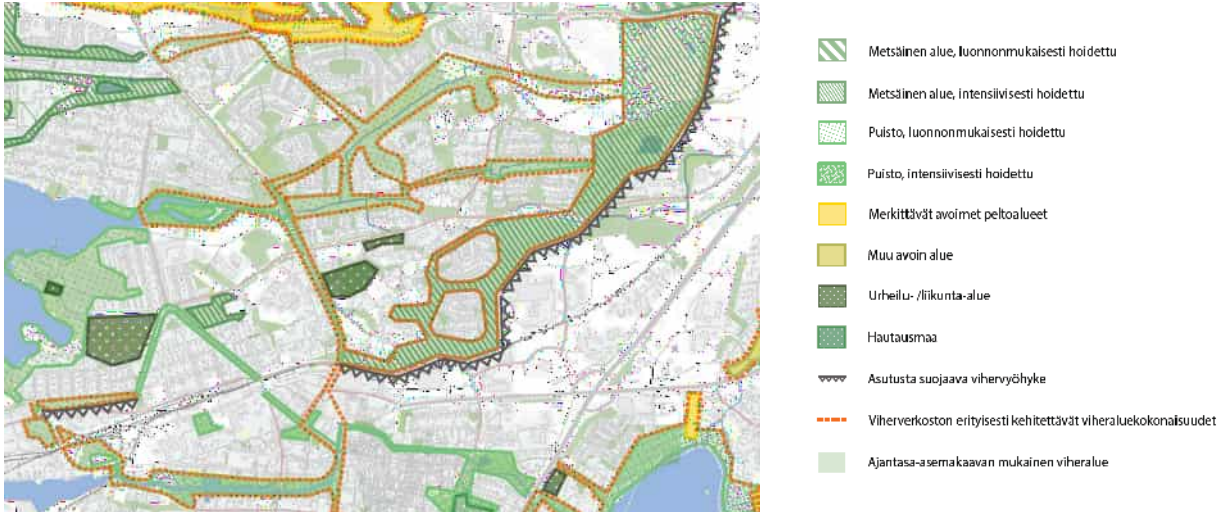 Metsäinen alue, luonnonmukaisesti hoidettu
Metsäinen alue, intensiivisesti hoidettu
Puisto, luonnonmukaisesti hoidettu
Puisto, intensiivisesti hoidettu
Merkittävät avoimet peltoalueet
Muu avoin alue
Urheilu- /liikunta-alue
Hautausmaa
Asutusta suojaava vihervyöhyke
Viherverkoston erityisesti kehitettävät viheraluekokonaisuudet
Ajantasa-asemakaavan mukainen viheralue